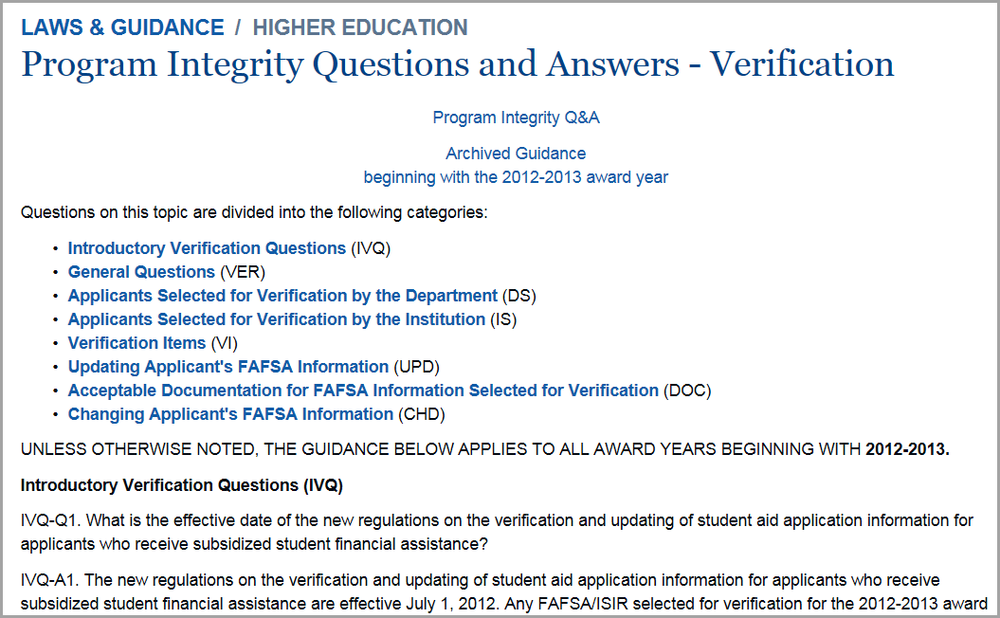 LAWS & GUIDANCE / HIGHER EDUCATION
Program Integrity Questions and Answers - Verification
Program Integrity Q&A
Archived Guidance
beginning with the 2012-2013 award year
Questions on this topic are divided into the following categories:
• Introductory Verification Questions (IVQ)
• General Questions (VER)
• Applicants Selected for Verification by the Department (DS)
• Applicants Selected for Verification by the Institution (IS)
• Verification Items (VI)
• Updating Applicant's FAFSA Information (UPD)
• Acceptable Documentation for FAFSA Information Selected for Verification (DOC)
• Changing Applicant's FAFSA Information (CHD)
UNLESS OTHERWISE NOTED, THE GUIDANCE BELOW APPLIES TO ALL AWARD YEARS BEGINNING WITH 2012-2013.
Introductory Verification Questions (IVQ)
IVQ-Q1. What is the effective date of the new regulations on the verification and updating of student aid application information for
applicants who receive subsidized student financial assistance?
IVQ-A1. The new regulations on the verification and updating of student aid application information for applicants who receive
subsidized student financial assistance are effective July 1, 2012. Any FAFSA/ISIR selected for verification for the 2012-2013 award